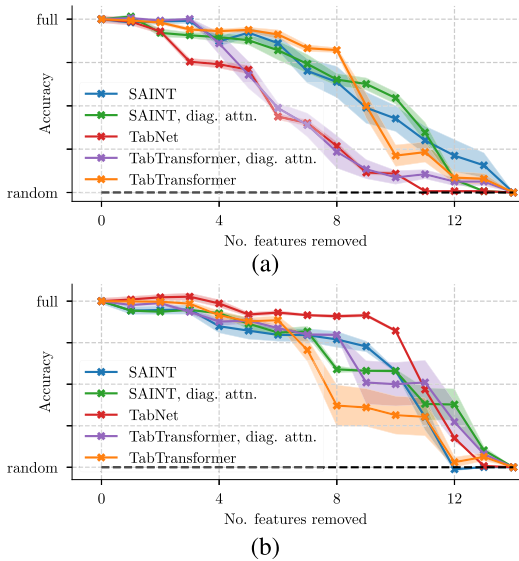 full
Accuracy
SAINT
SAINT, diag. attn.
TabNet
TabTransformer, diag. attn.
TabTransformer
random
0 4 8 12
No. features removed
(a)
full
Accuracy
SAINT
SAINT, diag. attn.
TabNet
TabTransformer, diag. attn.
TabTransformer
random
0 4 8 12
No. features removed
(b)